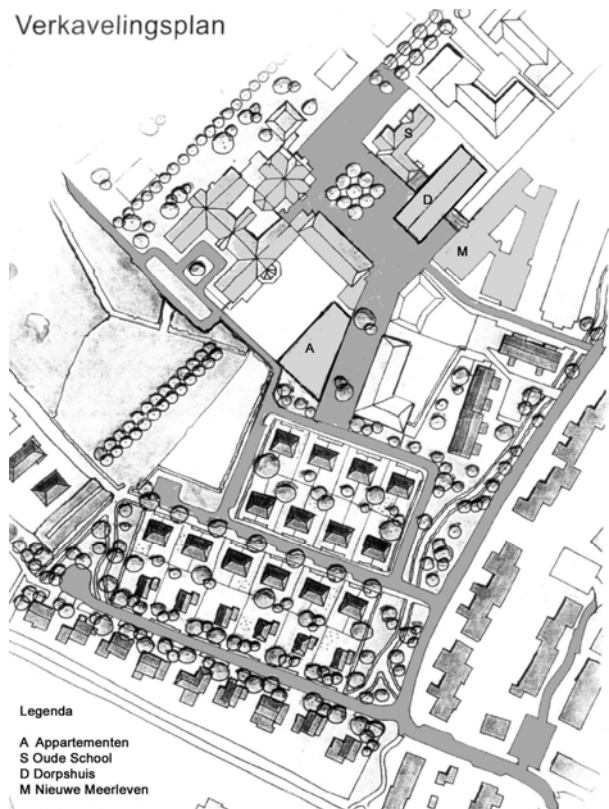 Verkavelingsplan
S
D
M
A
Legenda
A Appartementen
S Oude School
D Dorpshuis
M Nieuwe Meerleven